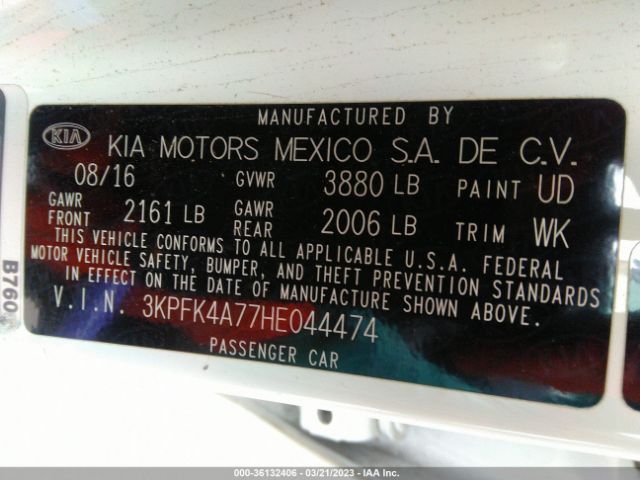 MANUFACTURED BY
KIA KIA MOTORS MEXICO S.A. DE C.V.
08/16 GVWR 3880 LB PAINT UD
GAWR FRONT 2161 LB GAWR REAR 2006 LB TRIM WK
THIS VEHICLE CONFORMS TO ALL APPLICABLE U.S.A. FEDERAL
MOTOR VEHICLE SAFETY, BUMPER, AND THEFT PREVENTION STANDARDS
IN EFFECT ON THE DATE OF MANUFACTURE SHOWN ABOVE.
V.I.N. 3KPFK4A77HE044474
PASSENGER CAR
B760
000-36132406 - 03/21/2023 - IAA Inc.